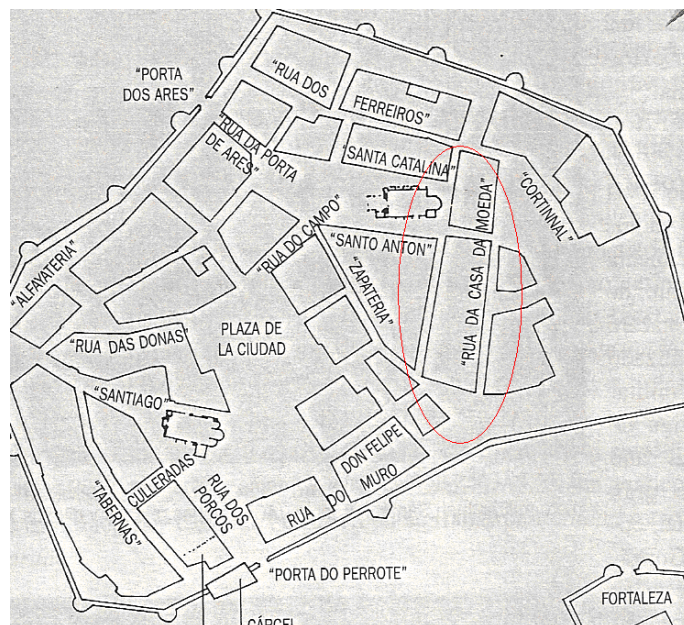 "PORTA
DOS ARES"
"RUA DOS
FERREIROS"
"RUA DA PORTA
DE ARES"
"SANTA CATALINA"
"CORTINNAL"
"RUA DO CAMPO"
"SANTO ANTON"
"ZAPATERIA"
"RUA DA CASA DA MOEDA"
"ALFAYATERIA"
PLAZA DE
LA CIUDAD
"RUA DAS DONAS"
"SANTIAGO"
"TABERNAS"
CULLERADAS
RUA DOS
PORCOS
DON FELIPE
RUA DO MURO
"PORTA DO PERROTE"
CÁRCEL
FORTALEZA